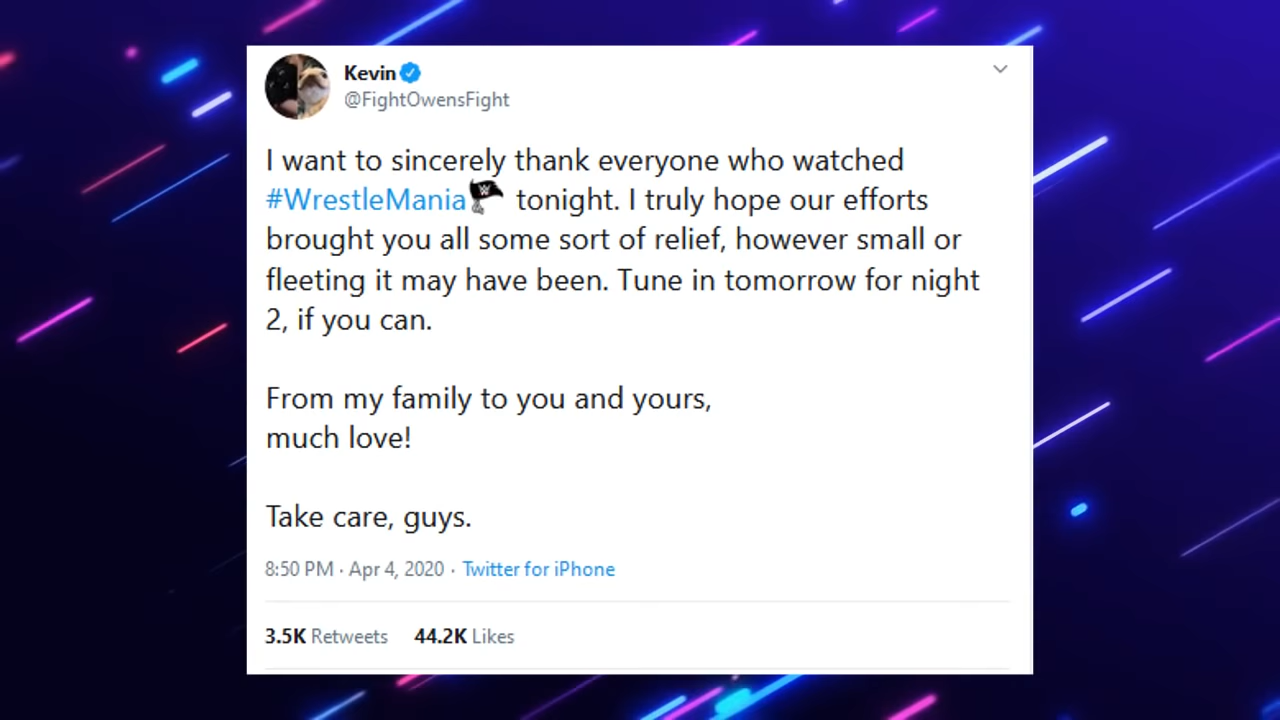 Kevin
@FightOwensFight
I want to sincerely thank everyone who watched
#WrestleMania tonight. I truly hope our efforts
brought you all some sort of relief, however small or
fleeting it may have been. Tune in tomorrow for night
2, if you can.
From my family to you and yours,
much love!
Take care, guys.
8:50 PM · Apr 4, 2020 · Twitter for iPhone
3.5K Retweets 44.2K Likes